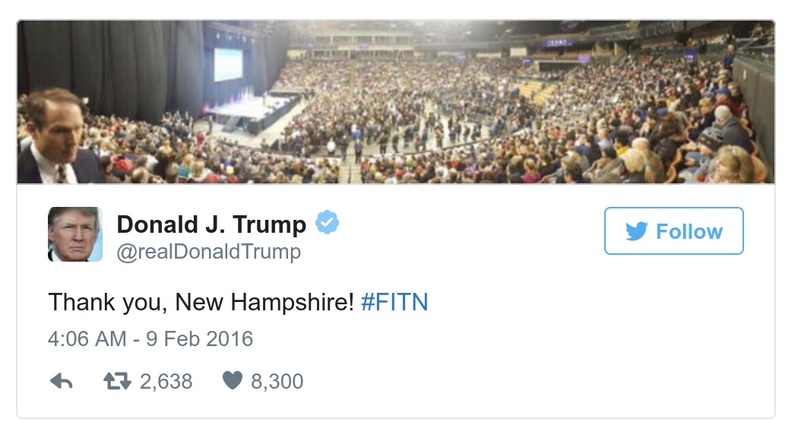 Donald J. Trump
@realDonaldTrump
Follow
Thank you, New Hampshire! #FITN
4:06 AM - 9 Feb 2016
2,638 8,300